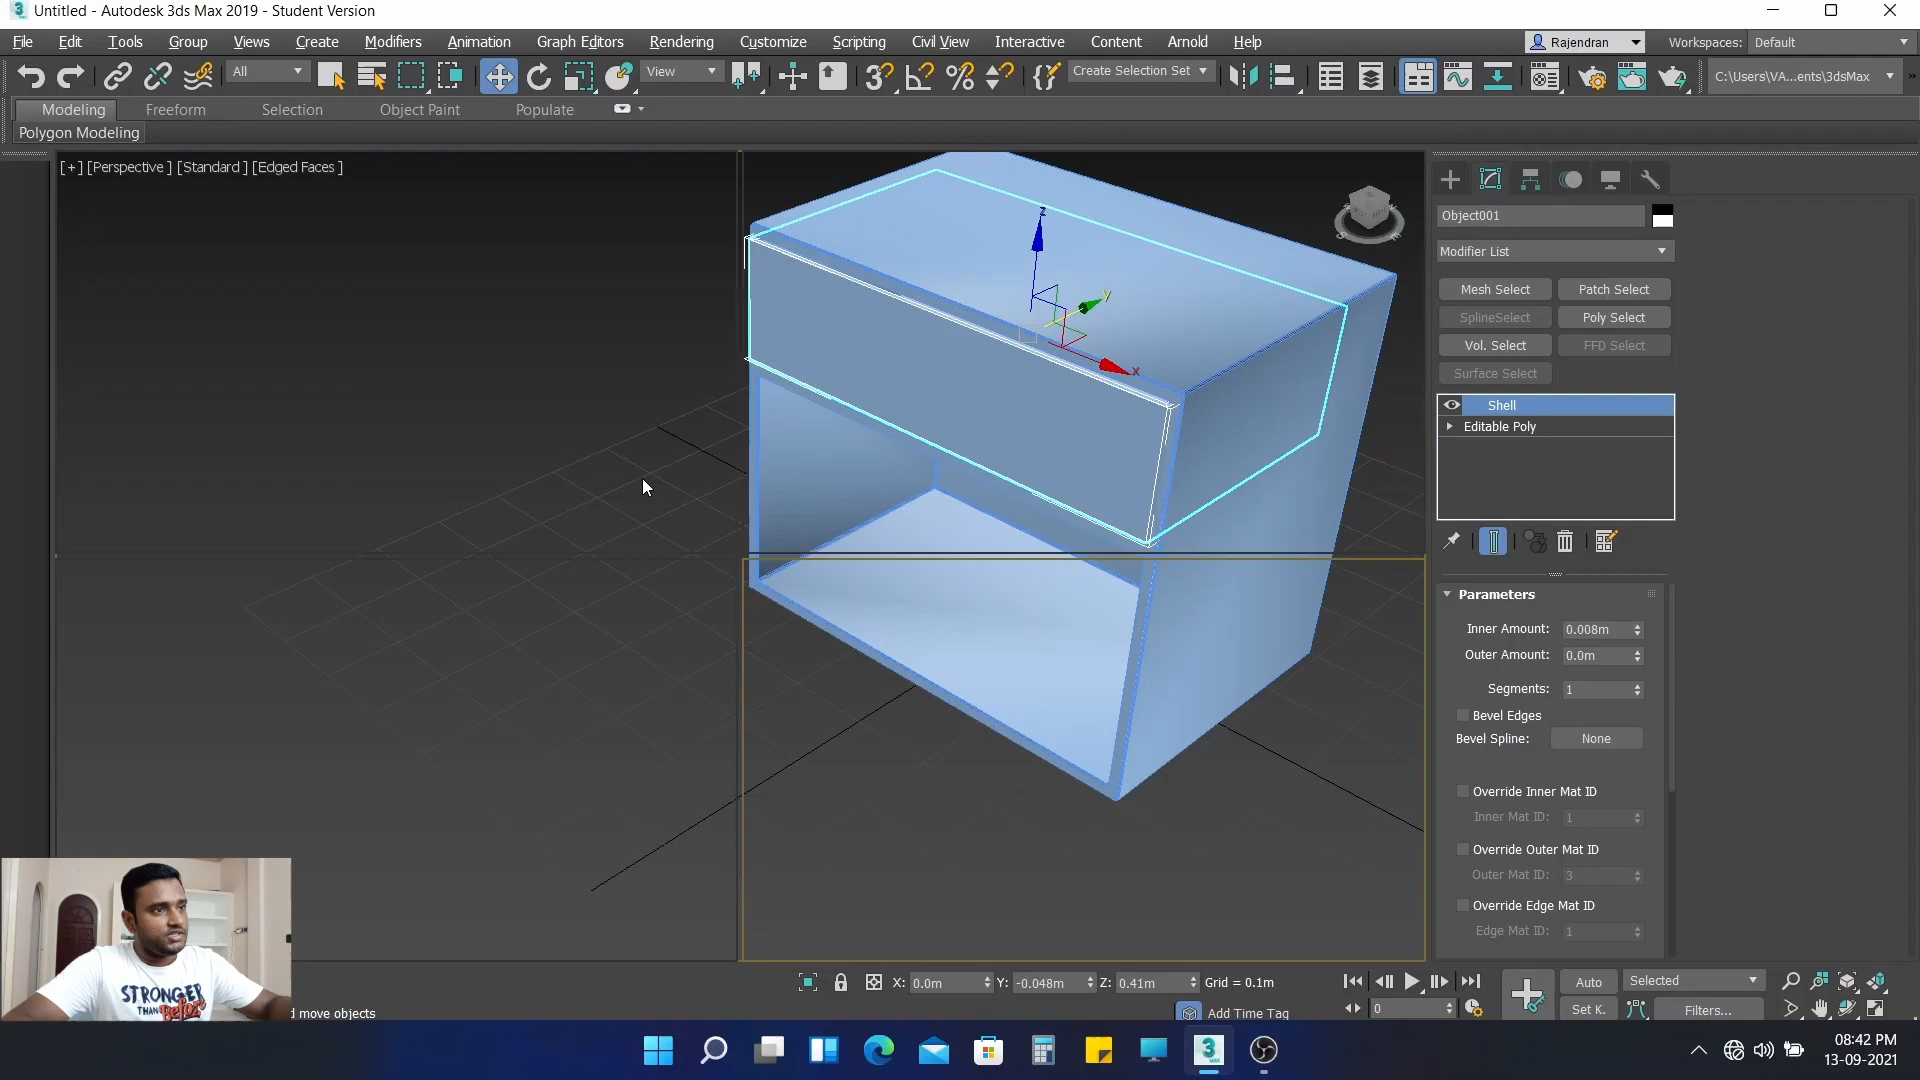 Untitled - Autodesk 3ds Max 2019 - Student Version
File Edit Tools Group Views Create Modifiers Animation Graph Editors Rendering Customize Scripting Civil View Interactive Content Arnold Help
Rajendran
Workspaces: Default
All
View
Create Selection Set
C:\Users\VA...ents\3dsMax
Modeling Freeform Selection Object Paint Populate
Polygon Modeling
[+] [Perspective] [Standard] [Edged Faces]
z
y
x
Object001
Modifier List
Mesh Select Patch Select
SplineSelect Poly Select
Vol. Select FFD Select
Surface Select
Shell
Editable Poly
Parameters
Inner Amount: 0.008m
Outer Amount: 0.0m
Segments: 1
Bevel Edges
Bevel Spline: None
Override Inner Mat ID
Inner Mat ID: 1
Override Outer Mat ID
Outer Mat ID: 3
Override Edge Mat ID
Edge Mat ID: 1
STRONGER
THAN Before
X: 0.0m Y: -0.048m Z: 0.41m Grid = 0.1m
Auto Selected
d move objects
Add Time Tag
0
Set K. Filters...
08:42 PM
13-09-2021